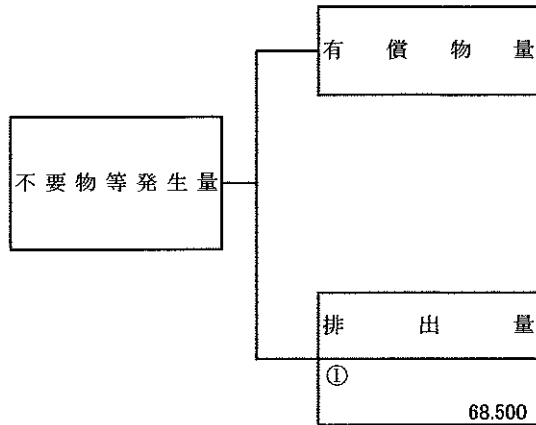 有償物量
不要物等発生量
排出量
①
68.500